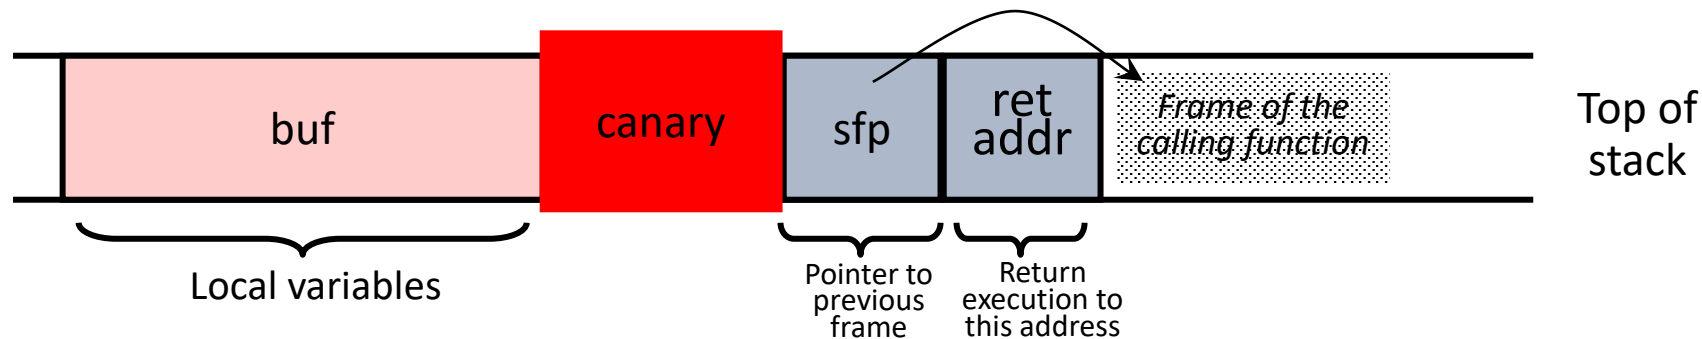 buf
canary
sfp
ret
addr
Frame of the
calling function
Top of
stack
Local variables
Pointer to
previous
frame
Return
execution to
this address